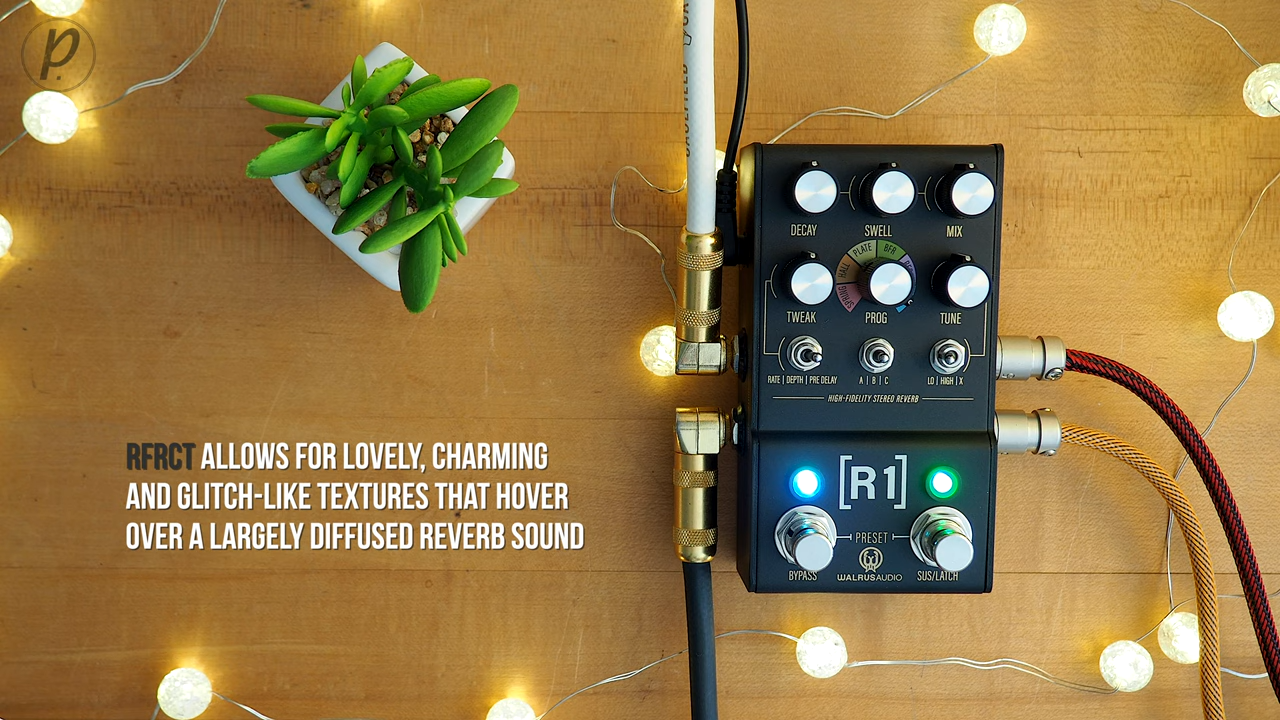 p.
DECAY SWELL MIX
SPRING HALL PLATE BFR
TWEAK PROG TUNE
RATE | DEPTH | PRE DELAY A | B | C LO | HIGH | X
HIGH-FIDELITY STEREO REVERB
RFRCT ALLOWS FOR LOVELY, CHARMING
AND GLITCH-LIKE TEXTURES THAT HOVER
OVER A LARGELY DIFFUSED REVERB SOUND
[R1]
PRESET
BYPASS WALRUSAUDIO SUS/LATCH